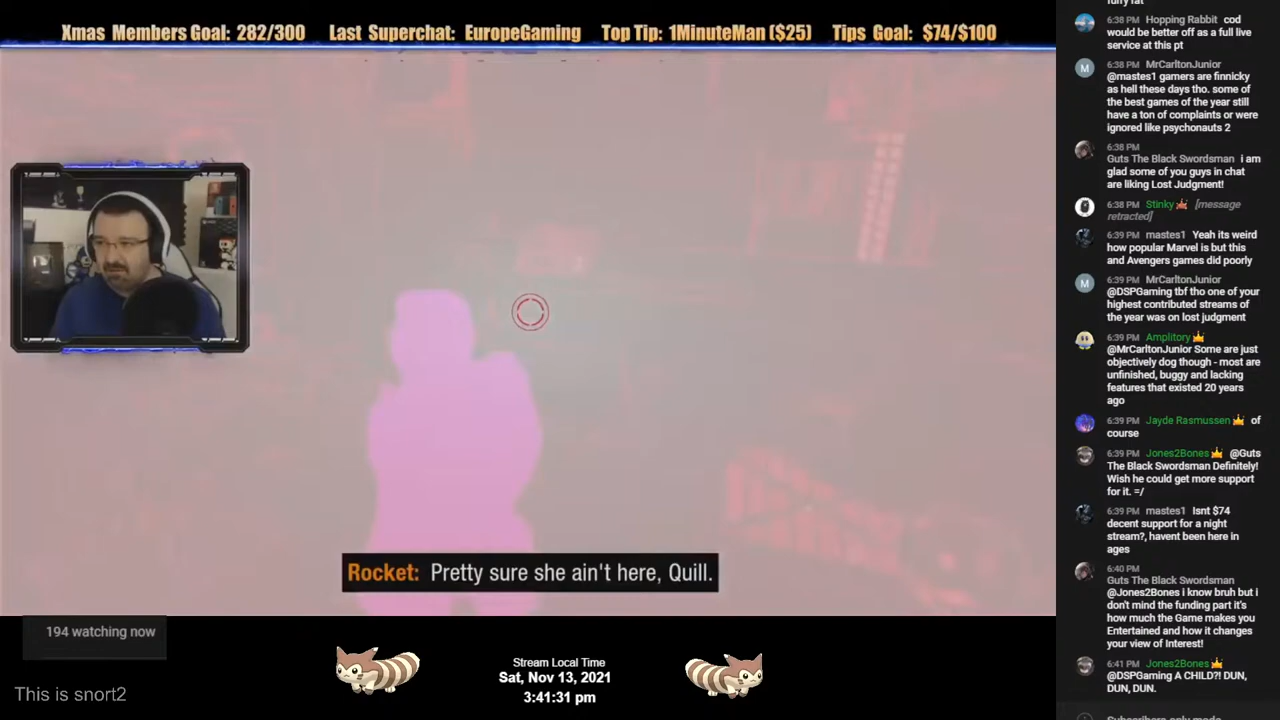 Xmas Members Goal: 282/300 Last Superchat: EuropeGaming Top Tip: 1MinuteMan ($25) Tips Goal: $74/$100
Rocket: Pretty sure she ain't here, Quill.
194 watching now
This is snort2
Stream Local Time
Sat, Nov 13, 2021
3:41:31 pm
6:38 PM Hopping Rabbit cod
would be better off as a full live
service at this pt
M 6:38 PM MrCarltonJunior
@mastes1 gamers are finnicky
as hell these days tho. some of
the best games of the year still
have a ton of complaints or were
ignored like psychonauts 2
6:38 PM
Guts The Black Swordsman i am
glad some of you guys in chat
are liking Lost Judgment!
6:38 PM Stinky [message
retracted]
6:39 PM mastes1 Yeah its weird
how popular Marvel is but this
and Avengers games did poorly
M 6:39 PM MrCarltonJunior
@DSPGaming tbf tho one of your
highest contributed streams of
the year was on lost judgment
6:39 PM Amplitory
@MrCarltonJunior Some are just
objectively dog though - most are
unfinished, buggy and lacking
features that existed 20 years
ago
6:39 PM Jayde Rasmussen of
course
6:39 PM Jones2Bones @Guts
The Black Swordsman Definitely!
Wish he could get more support
for it. =/
6:39 PM mastes1 Isnt $74
decent support for a night
stream?, havent been here in
ages
6:40 PM
Guts The Black Swordsman
@Jones2Bones i know bruh but i
don't mind the funding part it's
how much the Game makes you
Entertained and how it changes
your view of Interest!
6:41 PM Jones2Bones
@DSPGaming A CHILD?! DUN,
DUN, DUN.